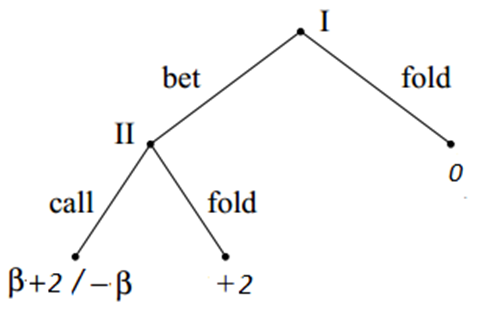 I
bet
fold
II
0
call
fold
β+2 / -β
+2